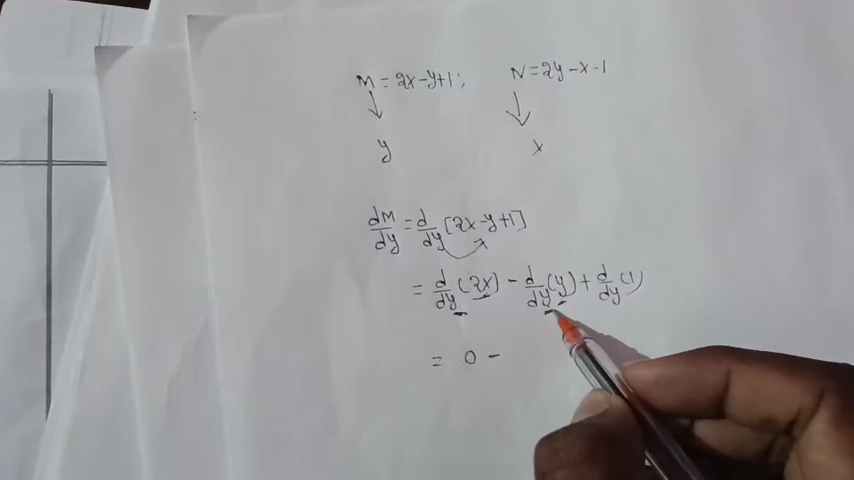 M = 2x-y+1; N = 2y-x-1
y x
dM/dy = d/dy [2x-y+1]
= d/dy (2x) - d/dy (y) + d/dy (1)
= 0 -